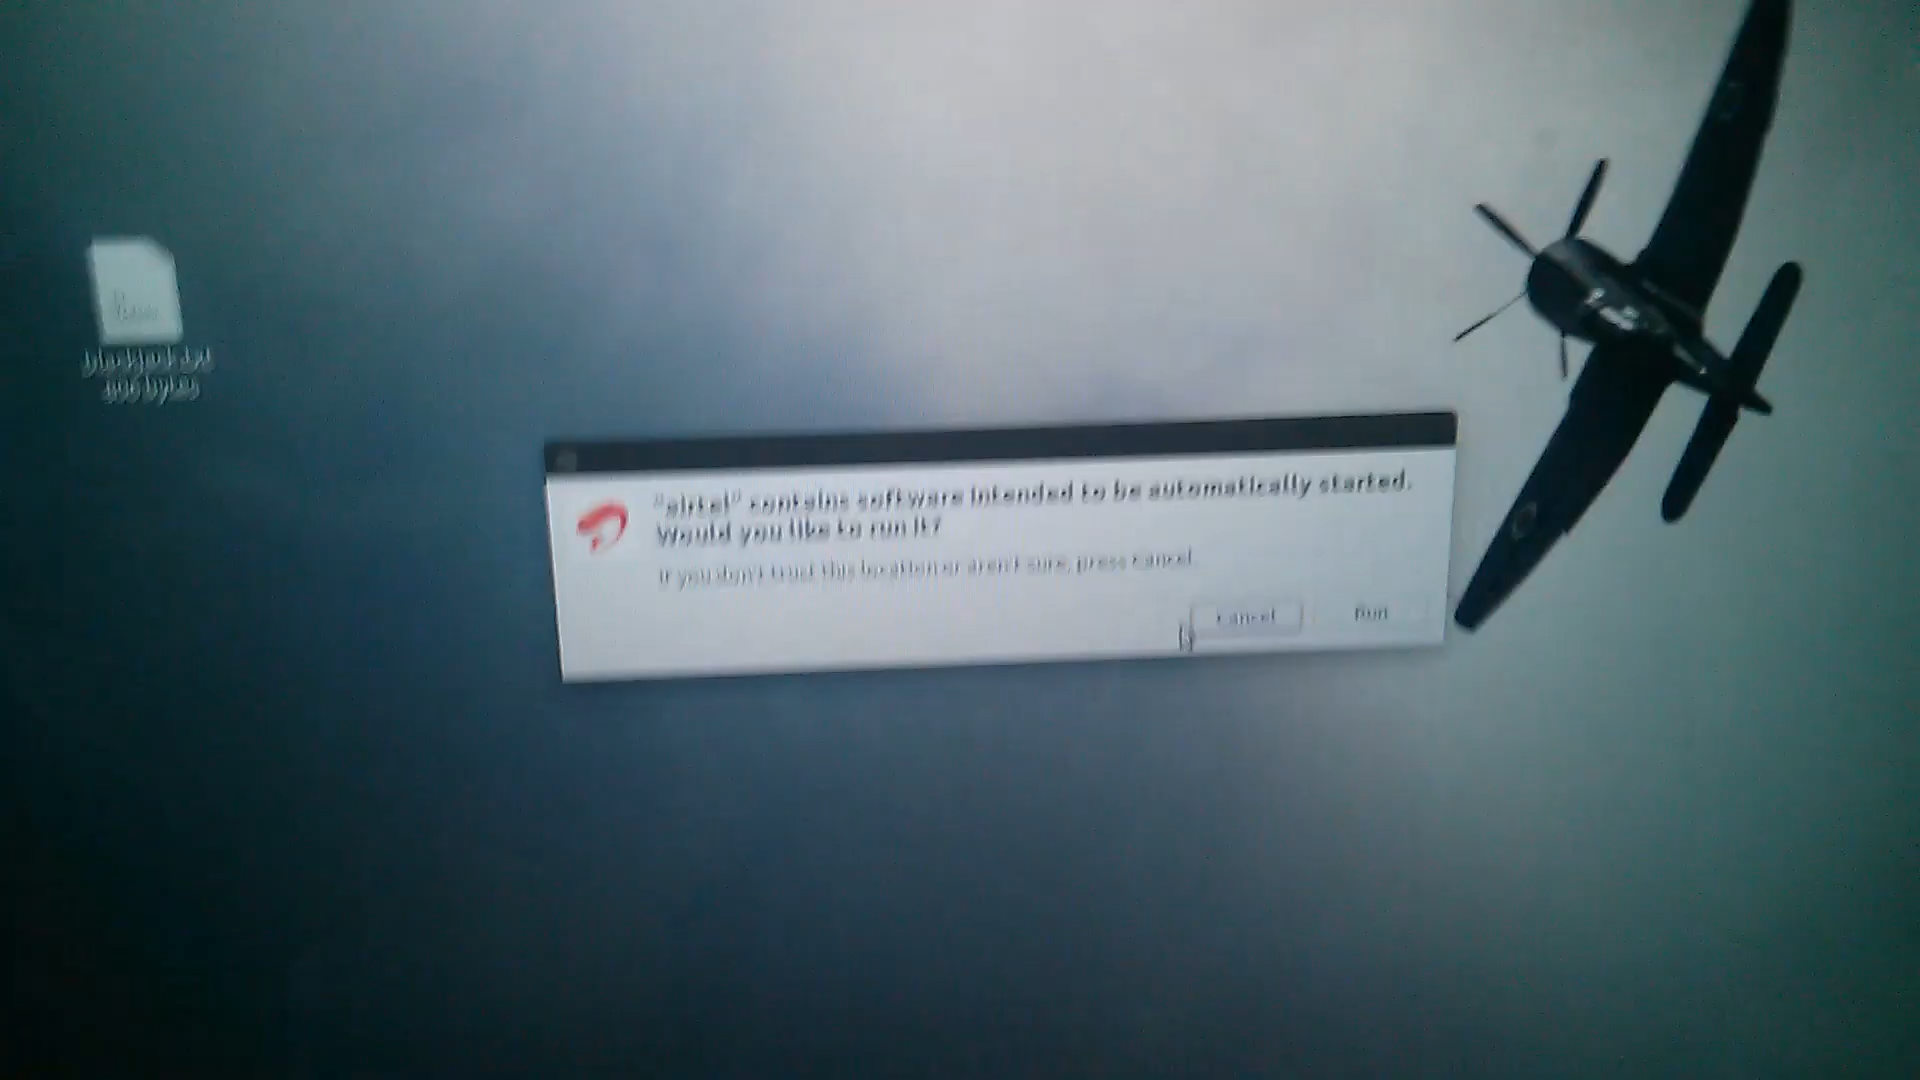 "airtel" contains software intended to be automatically started.
Would you like to run it?
If you don't trust this location or aren't sure, press Cancel.
Cancel
Run